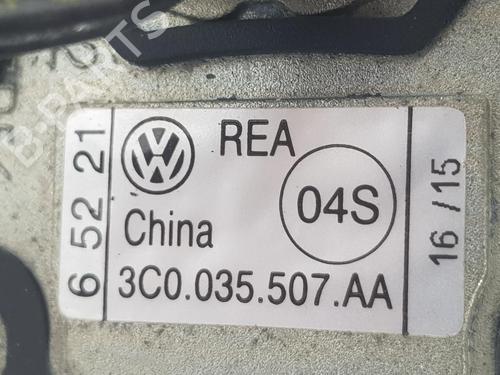 REA
04S
China
3C0.035.507.AA
6 52 21
16 / 15
B-PARTS